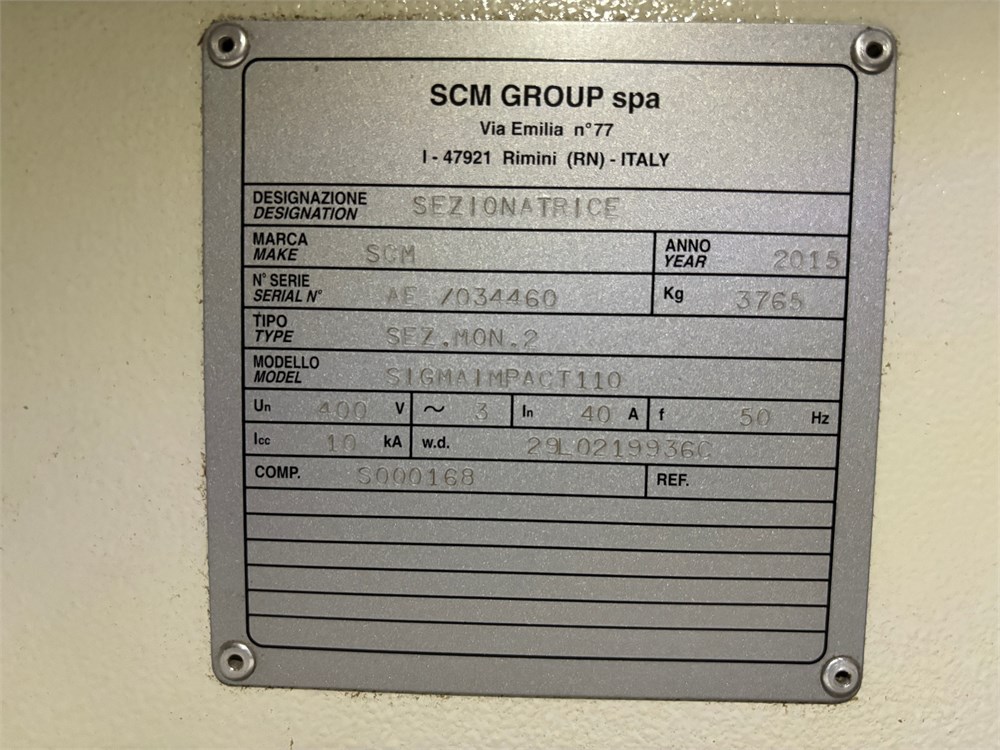 SCM GROUP spa
Via Emilia n°77
I - 47921 Rimini (RN) - ITALY
DESIGNAZIONE
DESIGNATION SEZIONATRICE
MARCA
MAKE SCM
ANNO
YEAR 2015
N° SERIE
SERIAL N° AE /034460
Kg 3765
TIPO
TYPE SEZ.MON.2
MODELLO
MODEL SIGMAIMPACT110
Un 400 V ~ 3 In 40 A f 50 Hz
Icc 10 kA w.d. 29L0219936C
COMP. S000168 REF.